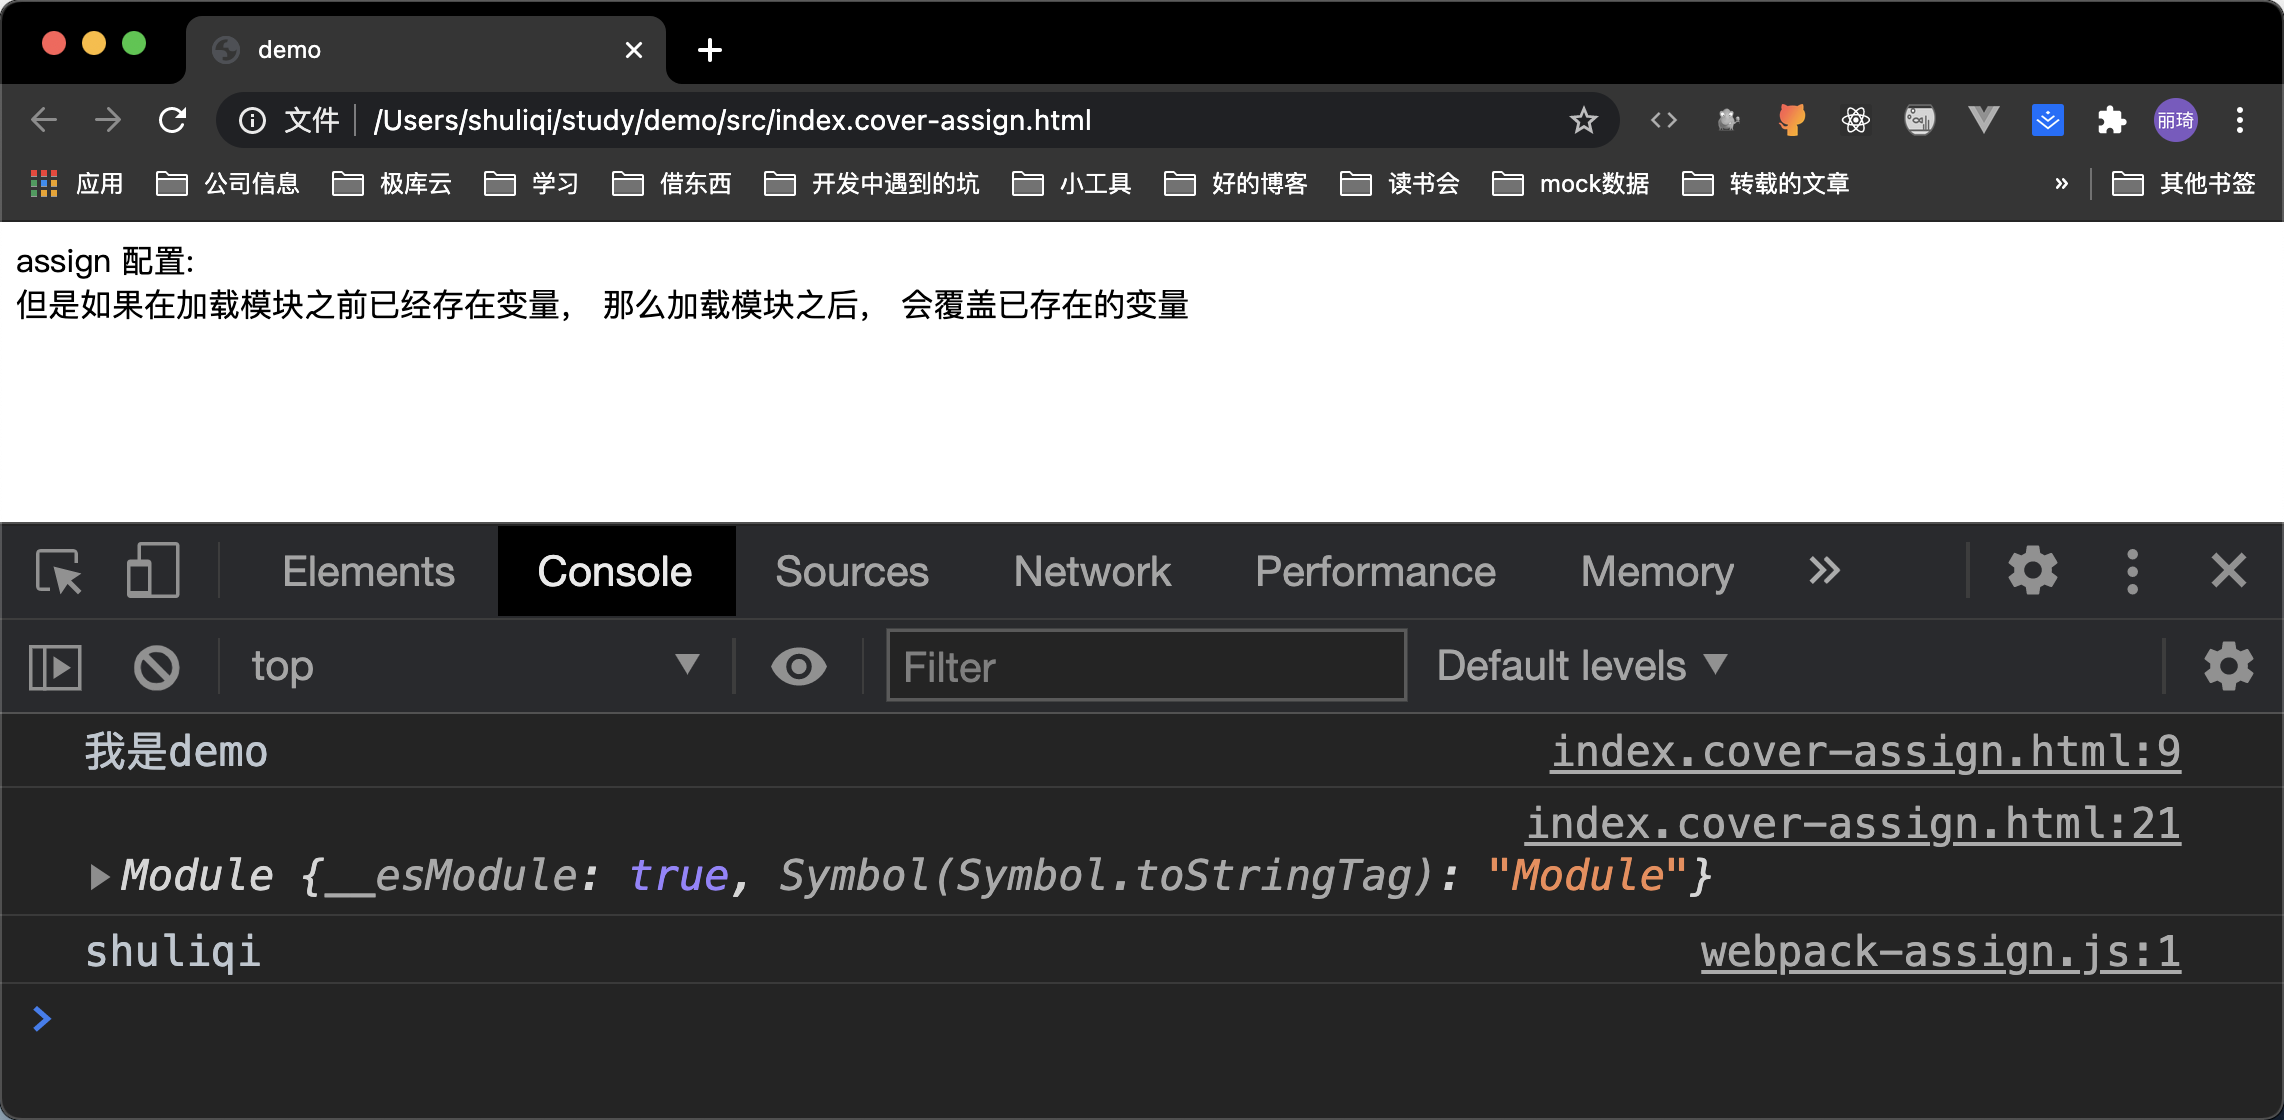 demo
文件 /Users/shuliqi/study/demo/src/index.cover-assign.html 丽琦
应用 公司信息 极库云 学习 借东西 开发中遇到的坑 小工具 好的博客 读书会 mock数据 转载的文章 » 其他书签
assign 配置:
但是如果在加载模块之前已经存在变量， 那么加载模块之后， 会覆盖已存在的变量
Elements Console Sources Network Performance Memory »
top Filter Default levels
我是demo index.cover-assign.html:9
index.cover-assign.html:21
Module {__esModule: true, Symbol(Symbol.toStringTag): "Module"}
shuliqi webpack-assign.js:1